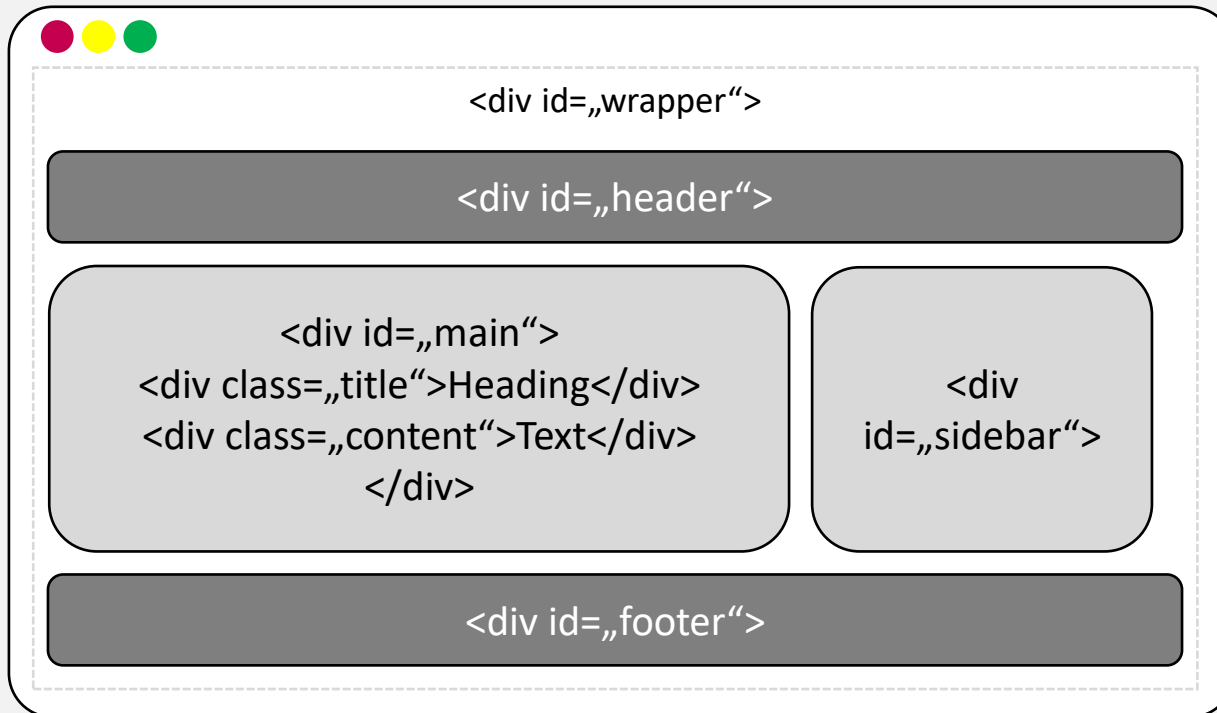 <div id=„wrapper“>
<div id=„header“>
<div id=„main“>
<div class=„title“>Heading</div>
<div class=„content“>Text</div>
</div>
<div
id=„sidebar“>
<div id=„footer“>